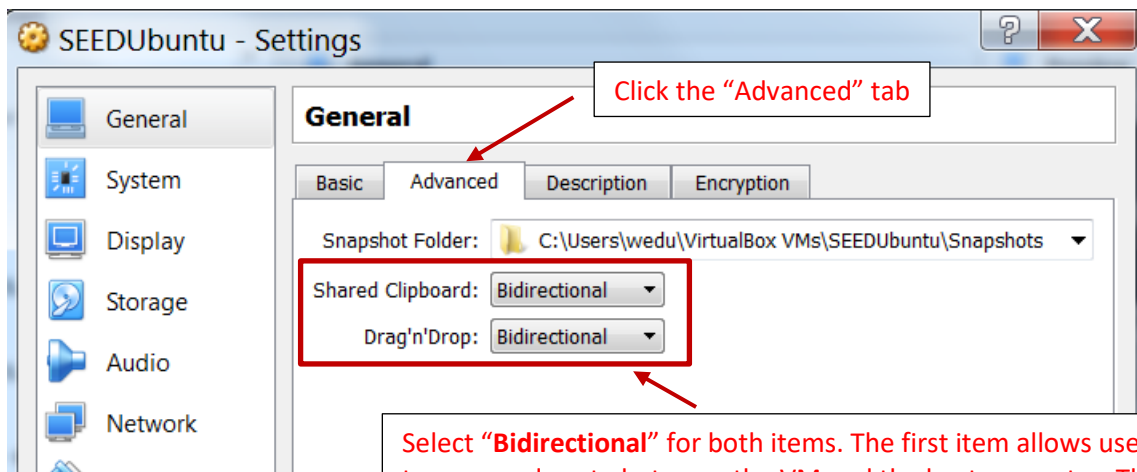 SEEDUbuntu - Settings
Click the “Advanced” tab
General
System
Display
Storage
Audio
Network
General
Basic Advanced Description Encryption
Snapshot Folder: C:\Users\wedu\VirtualBox VMs\SEEDUbuntu\Snapshots
Shared Clipboard: Bidirectional
Drag'n'Drop: Bidirectional
Select “Bidirectional” for both items. The first item allows use